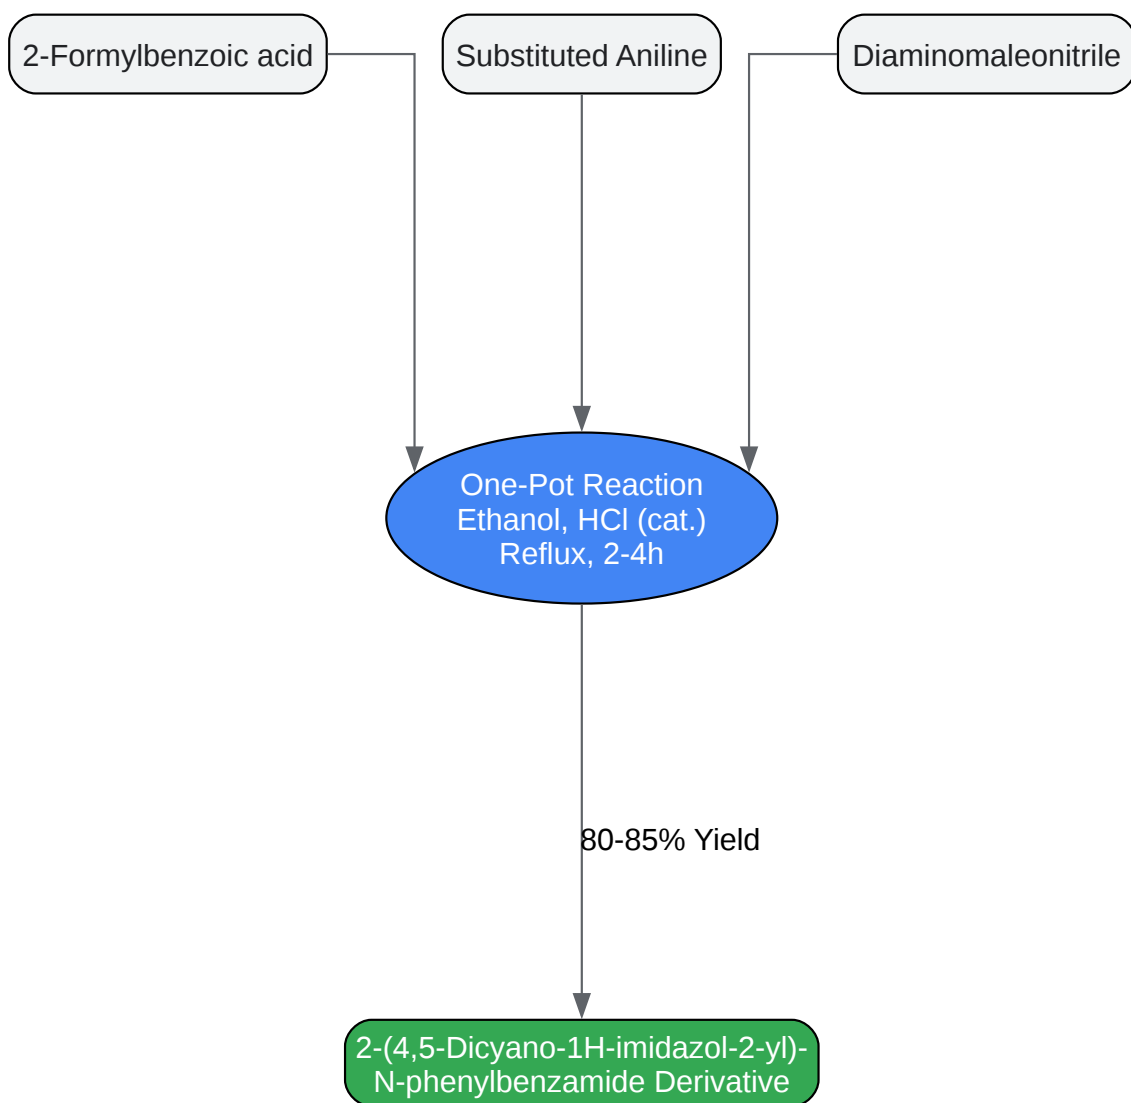 2-Formylbenzoic acid
Substituted Aniline
Diaminomaleonitrile
One-Pot Reaction
Ethanol, HCl (cat.)
Reflux, 2-4h
80-85% Yield
2-(4,5-Dicyano-1H-imidazol-2-yl)-
N-phenylbenzamide Derivative